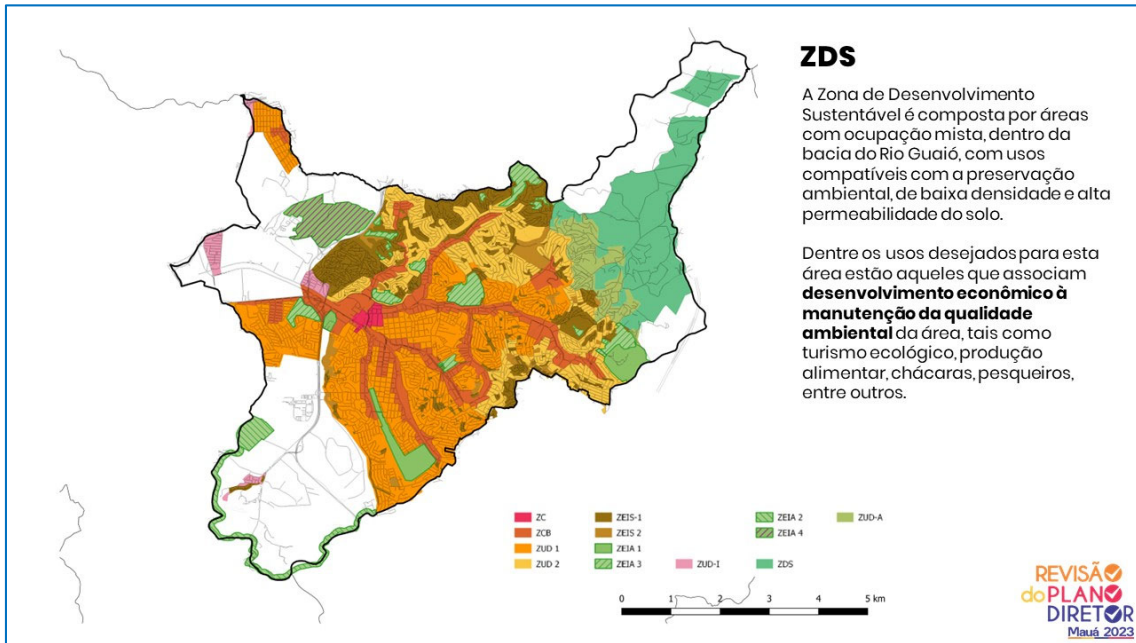 ZDS
A Zona de Desenvolvimento
Sustentável é composta por áreas
com ocupação mista, dentro da
bacia do Rio Guaió, com usos
compatíveis com a preservação
ambiental, de baixa densidade e alta
permeabilidade do solo.
Dentre os usos desejados para esta
área estão aqueles que associam
desenvolvimento econômico à
manutenção da qualidade
ambiental da área, tais como
turismo ecológico, produção
alimentar, chácaras, pesqueiros,
entre outros.
ZC
ZCB
ZUD 1
ZUD 2
ZEIS-1
ZEIS 2
ZEIA 1
ZEIA 3
ZUD-I
ZEIA 2
ZEIA 4
ZDS
ZUD-A
0 1 2 3 4 5 km
REVISÃO
do PLANO
DIRETOR
Mauá 2023